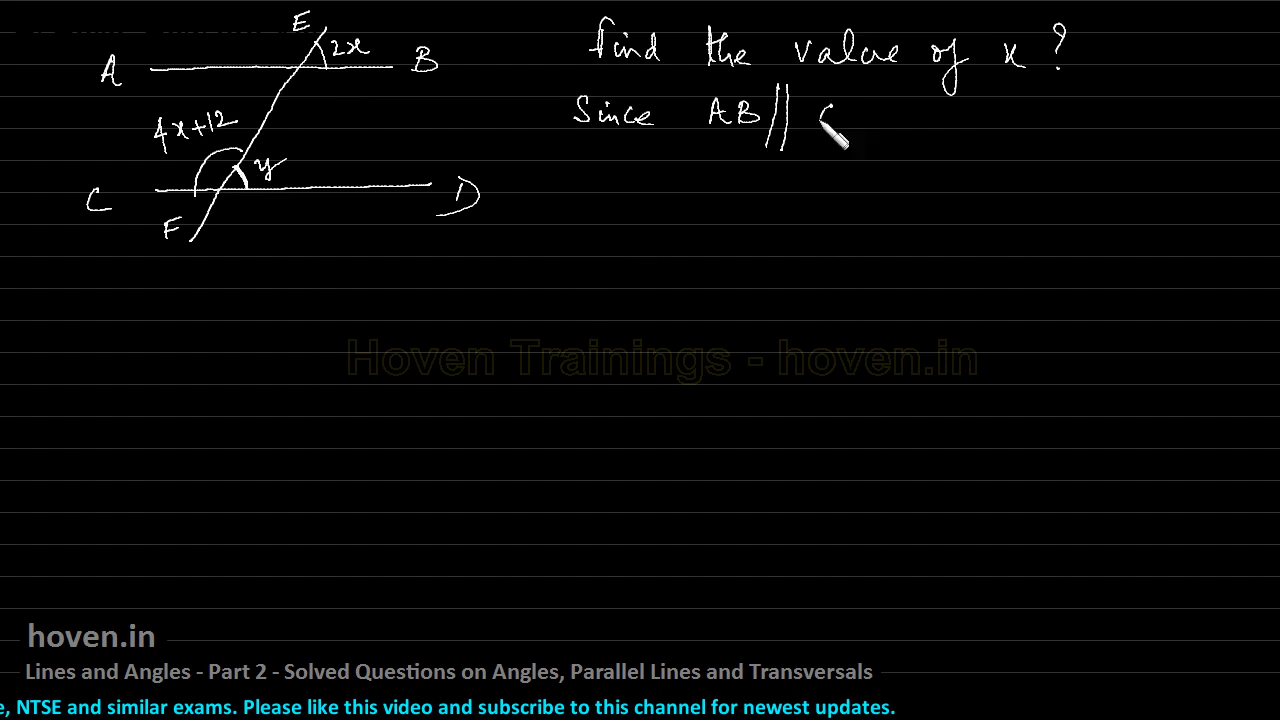 E
2x
A
B
4x+12
y
C
D
F
find the value of x ?
Since AB ||
Hoven Trainings - hoven.in
hoven.in
Lines and Angles - Part 2 - Solved Questions on Angles, Parallel Lines and Transversals
, NTSE and similar exams. Please like this video and subscribe to this channel for newest updates.